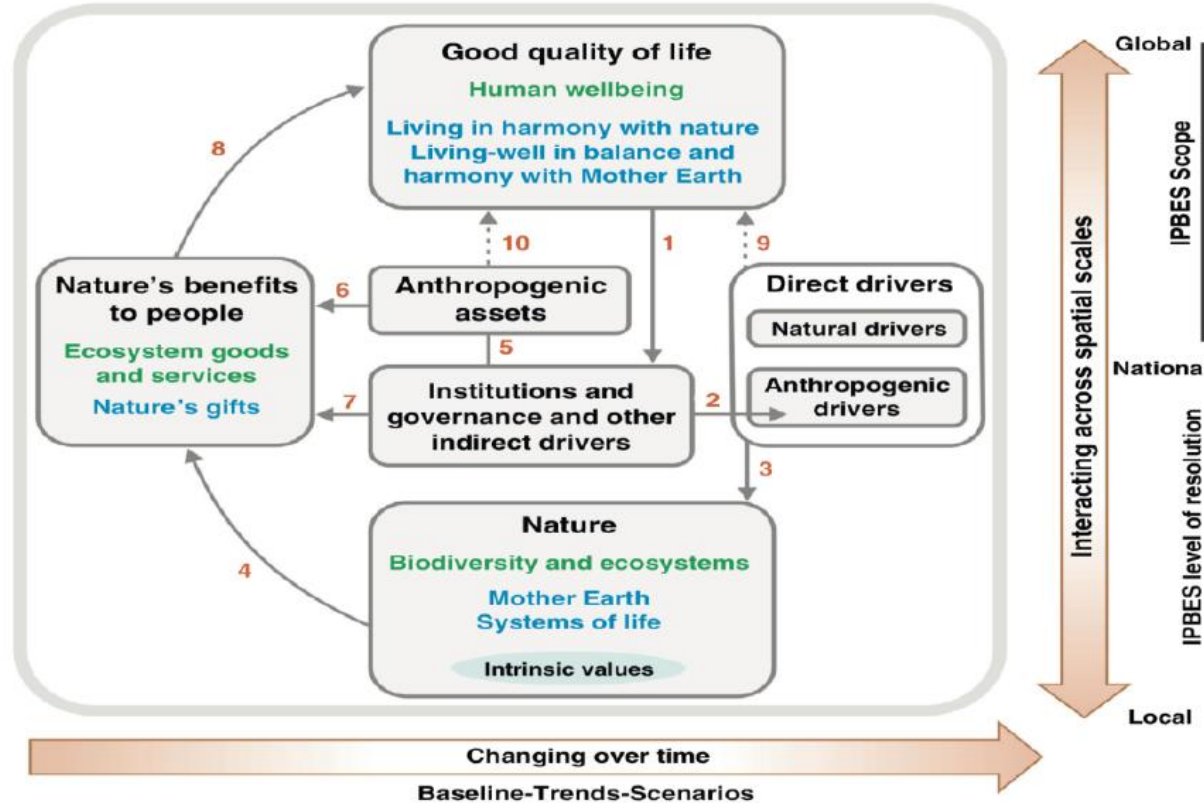 Good quality of life
Human wellbeing
Living in harmony with nature
Living-well in balance and
harmony with Mother Earth
8
10
1
9
Nature's benefits
to people
Ecosystem goods
and services
Nature's gifts
6
Anthropogenic
assets
5
7
Institutions and
governance and other
indirect drivers
2
Direct drivers
Natural drivers
Anthropogenic
drivers
3
4
Nature
Biodiversity and ecosystems
Mother Earth
Systems of life
Intrinsic values
Changing over time
Baseline-Trends-Scenarios
Interacting across spatial scales
Global
IPBES Scope
National
IPBES level of resolution
Local